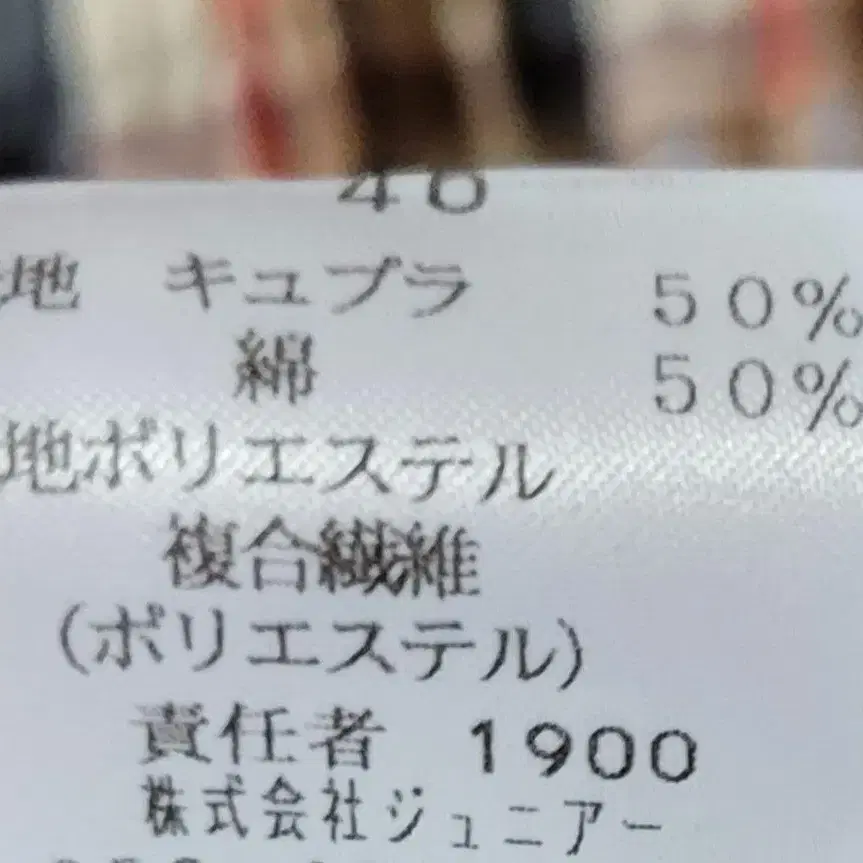 46
地 キュプラ 50%
綿 50%
地ポリエステル
複合繊維
(ポリエステル)
責任者 1900
株式会社ジュニアー